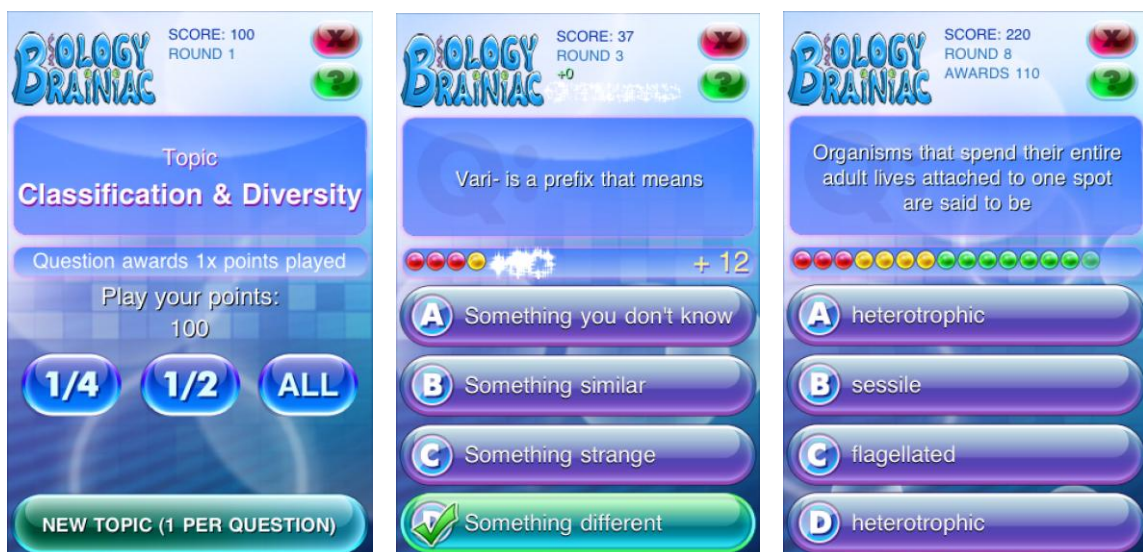 BIOLOGY
BRAINIAC
SCORE: 100
ROUND 1
X
?
Topic
Classification & Diversity
Question awards 1x points played
Play your points:
100
1/4
1/2
ALL
NEW TOPIC (1 PER QUESTION)
BIOLOGY
BRAINIAC
SCORE: 37
ROUND 3
+0
X
?
Q:
Vari- is a prefix that means
+ 12
A Something you don't know
B Something similar
C Something strange
D Something different
BIOLOGY
BRAINIAC
SCORE: 220
ROUND 8
AWARDS 110
X
?
Q:
Organisms that spend their entire
adult lives attached to one spot
are said to be
A heterotrophic
B sessile
C flagellated
D heterotrophic